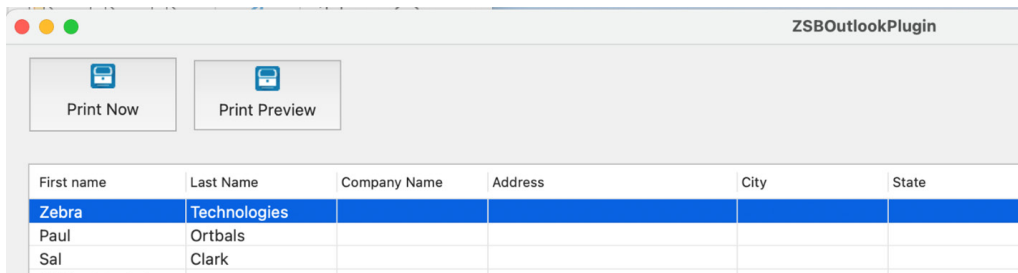 ZSBOutlookPlugin
Print Now Print Preview
First name Last Name Company Name Address City State
Zebra Technologies
Paul Ortbals
Sal Clark